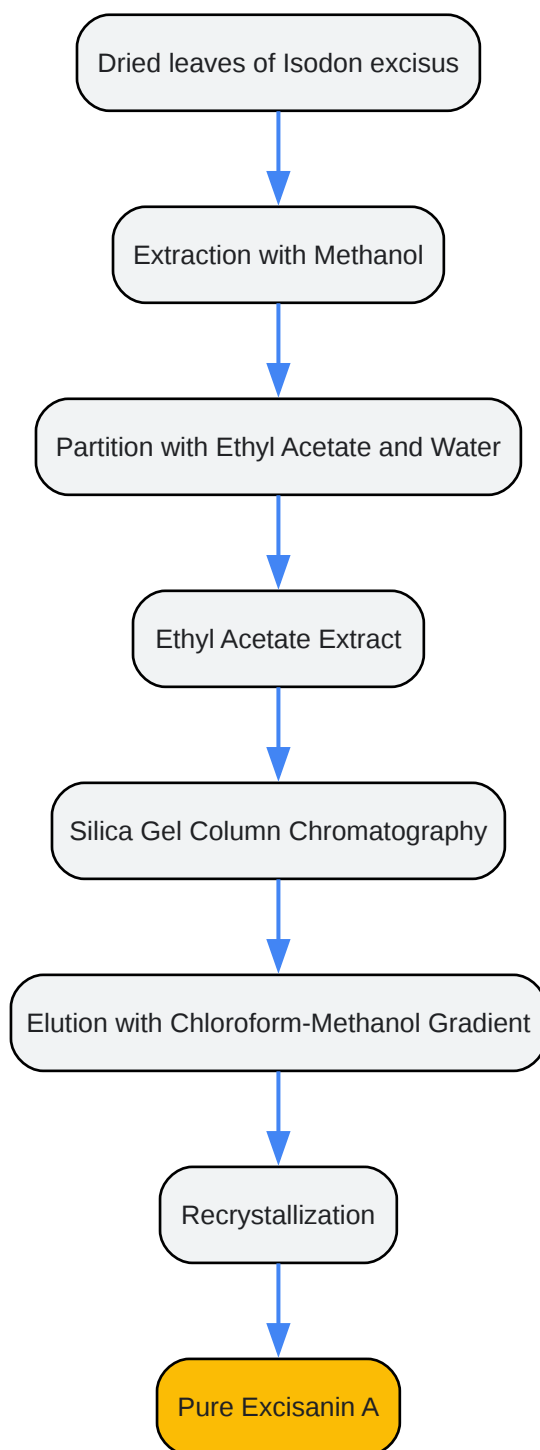 Dried leaves of Isodon excisus
Extraction with Methanol
Partition with Ethyl Acetate and Water
Ethyl Acetate Extract
Silica Gel Column Chromatography
Elution with Chloroform-Methanol Gradient
Recrystallization
Pure Excisanin A